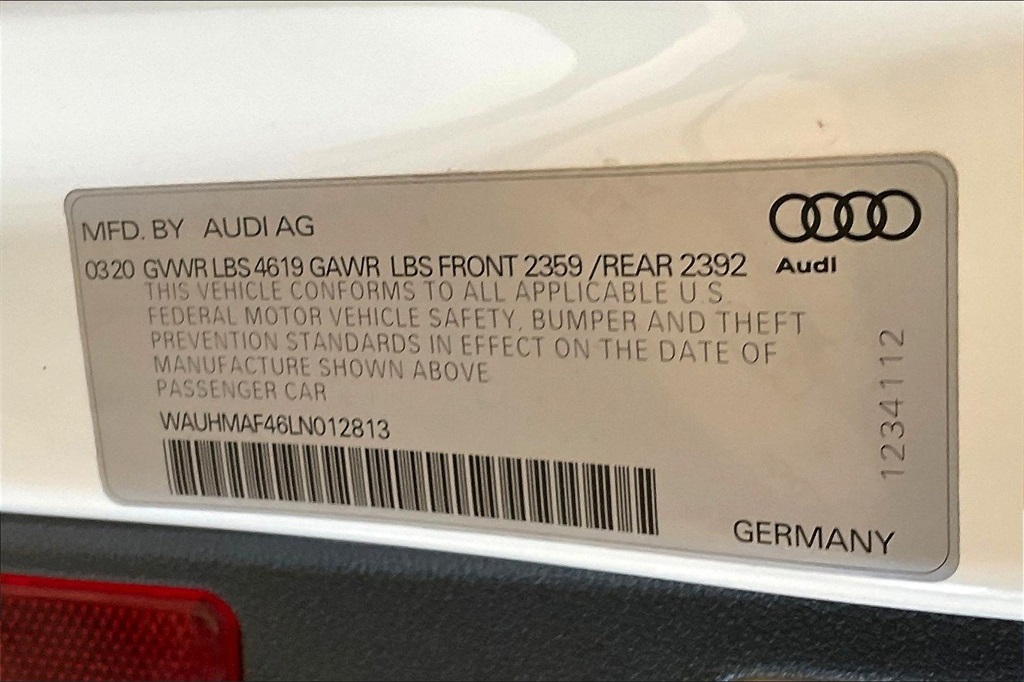 MFD. BY AUDI AG
0320 GVWR LBS 4619 GAWR LBS FRONT 2359 /REAR 2392
Audi
THIS VEHICLE CONFORMS TO ALL APPLICABLE U.S.
FEDERAL MOTOR VEHICLE SAFETY, BUMPER AND THEFT
PREVENTION STANDARDS IN EFFECT ON THE DATE OF
MANUFACTURE SHOWN ABOVE
PASSENGER CAR
WAUHMAF46LN012813
1234112
GERMANY